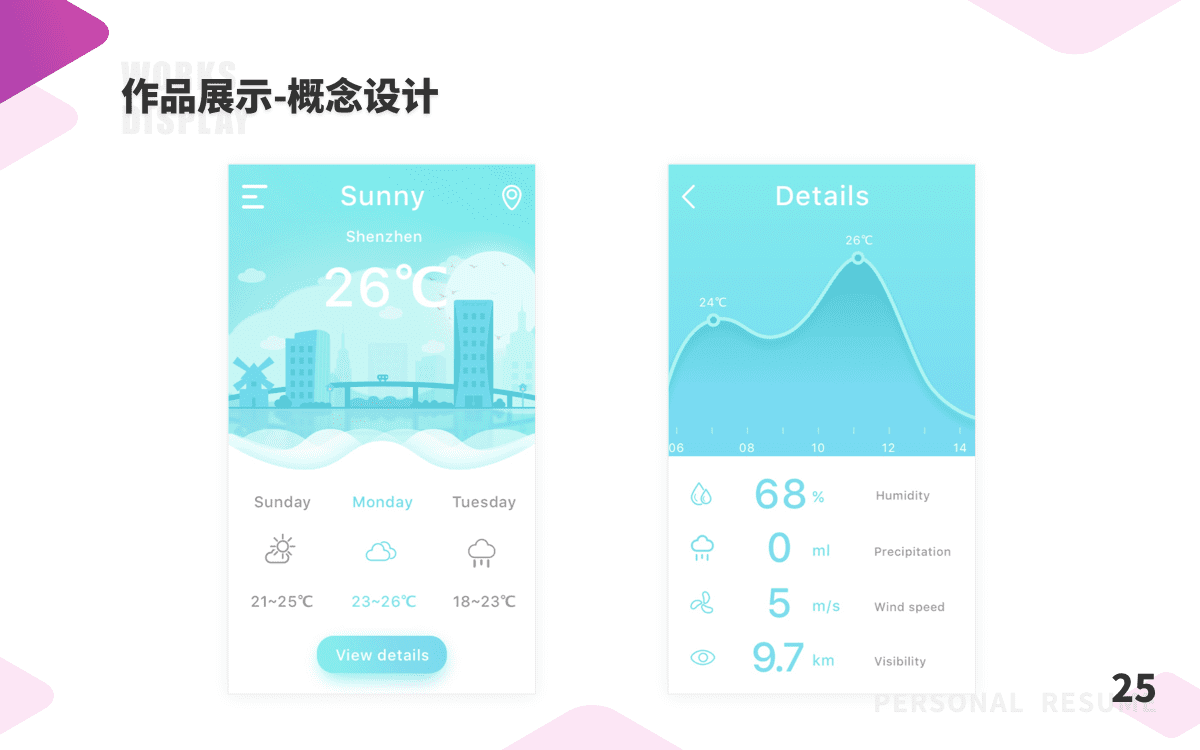 WORKS
作品展示-概念设计
DISPLAY
Sunny
Shenzhen
26℃
Sunday Monday Tuesday
21~25℃ 23~26℃ 18~23℃
View details
Details
26℃
24℃
06 08 10 12 14
68 % Humidity
0 ml Precipitation
5 m/s Wind speed
9.7 km Visibility
25
PERSONAL RESUME